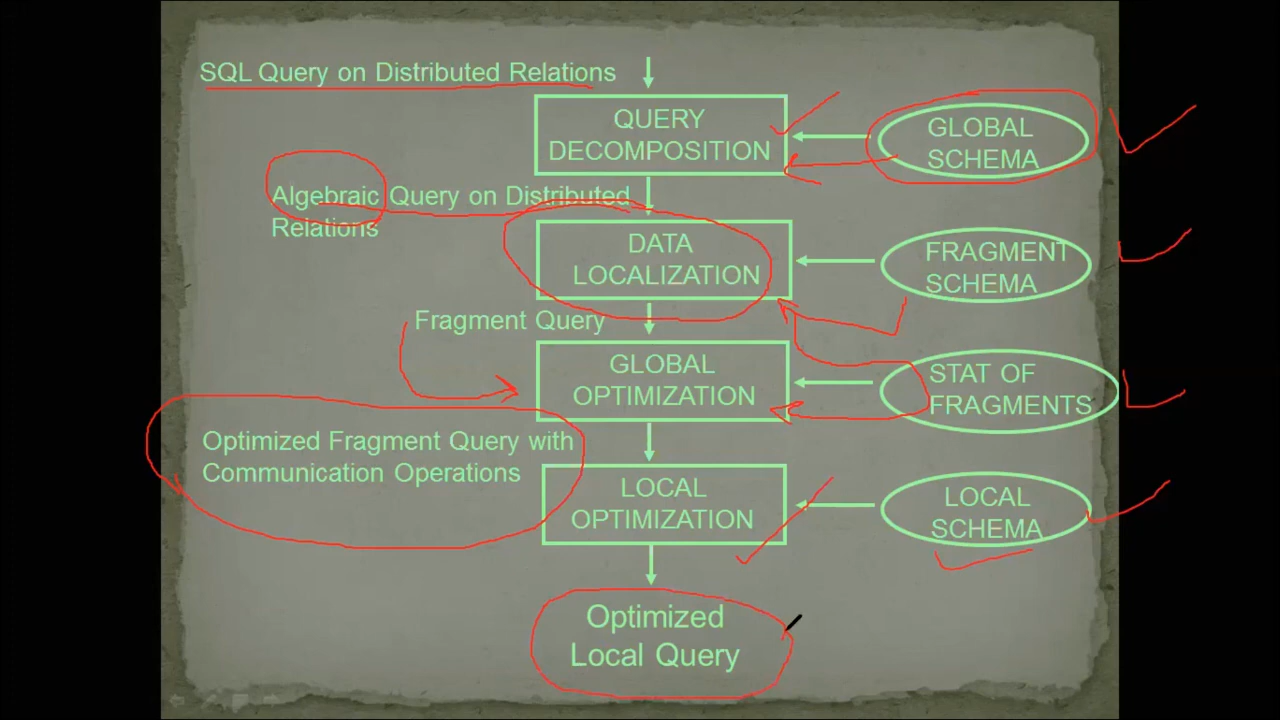 SQL Query on Distributed Relations
QUERY
DECOMPOSITION
GLOBAL
SCHEMA
Algebraic Query on Distributed
Relations
DATA
LOCALIZATION
FRAGMENT
SCHEMA
Fragment Query
GLOBAL
OPTIMIZATION
STAT OF
FRAGMENTS
Optimized Fragment Query with
Communication Operations
LOCAL
OPTIMIZATION
LOCAL
SCHEMA
Optimized
Local Query